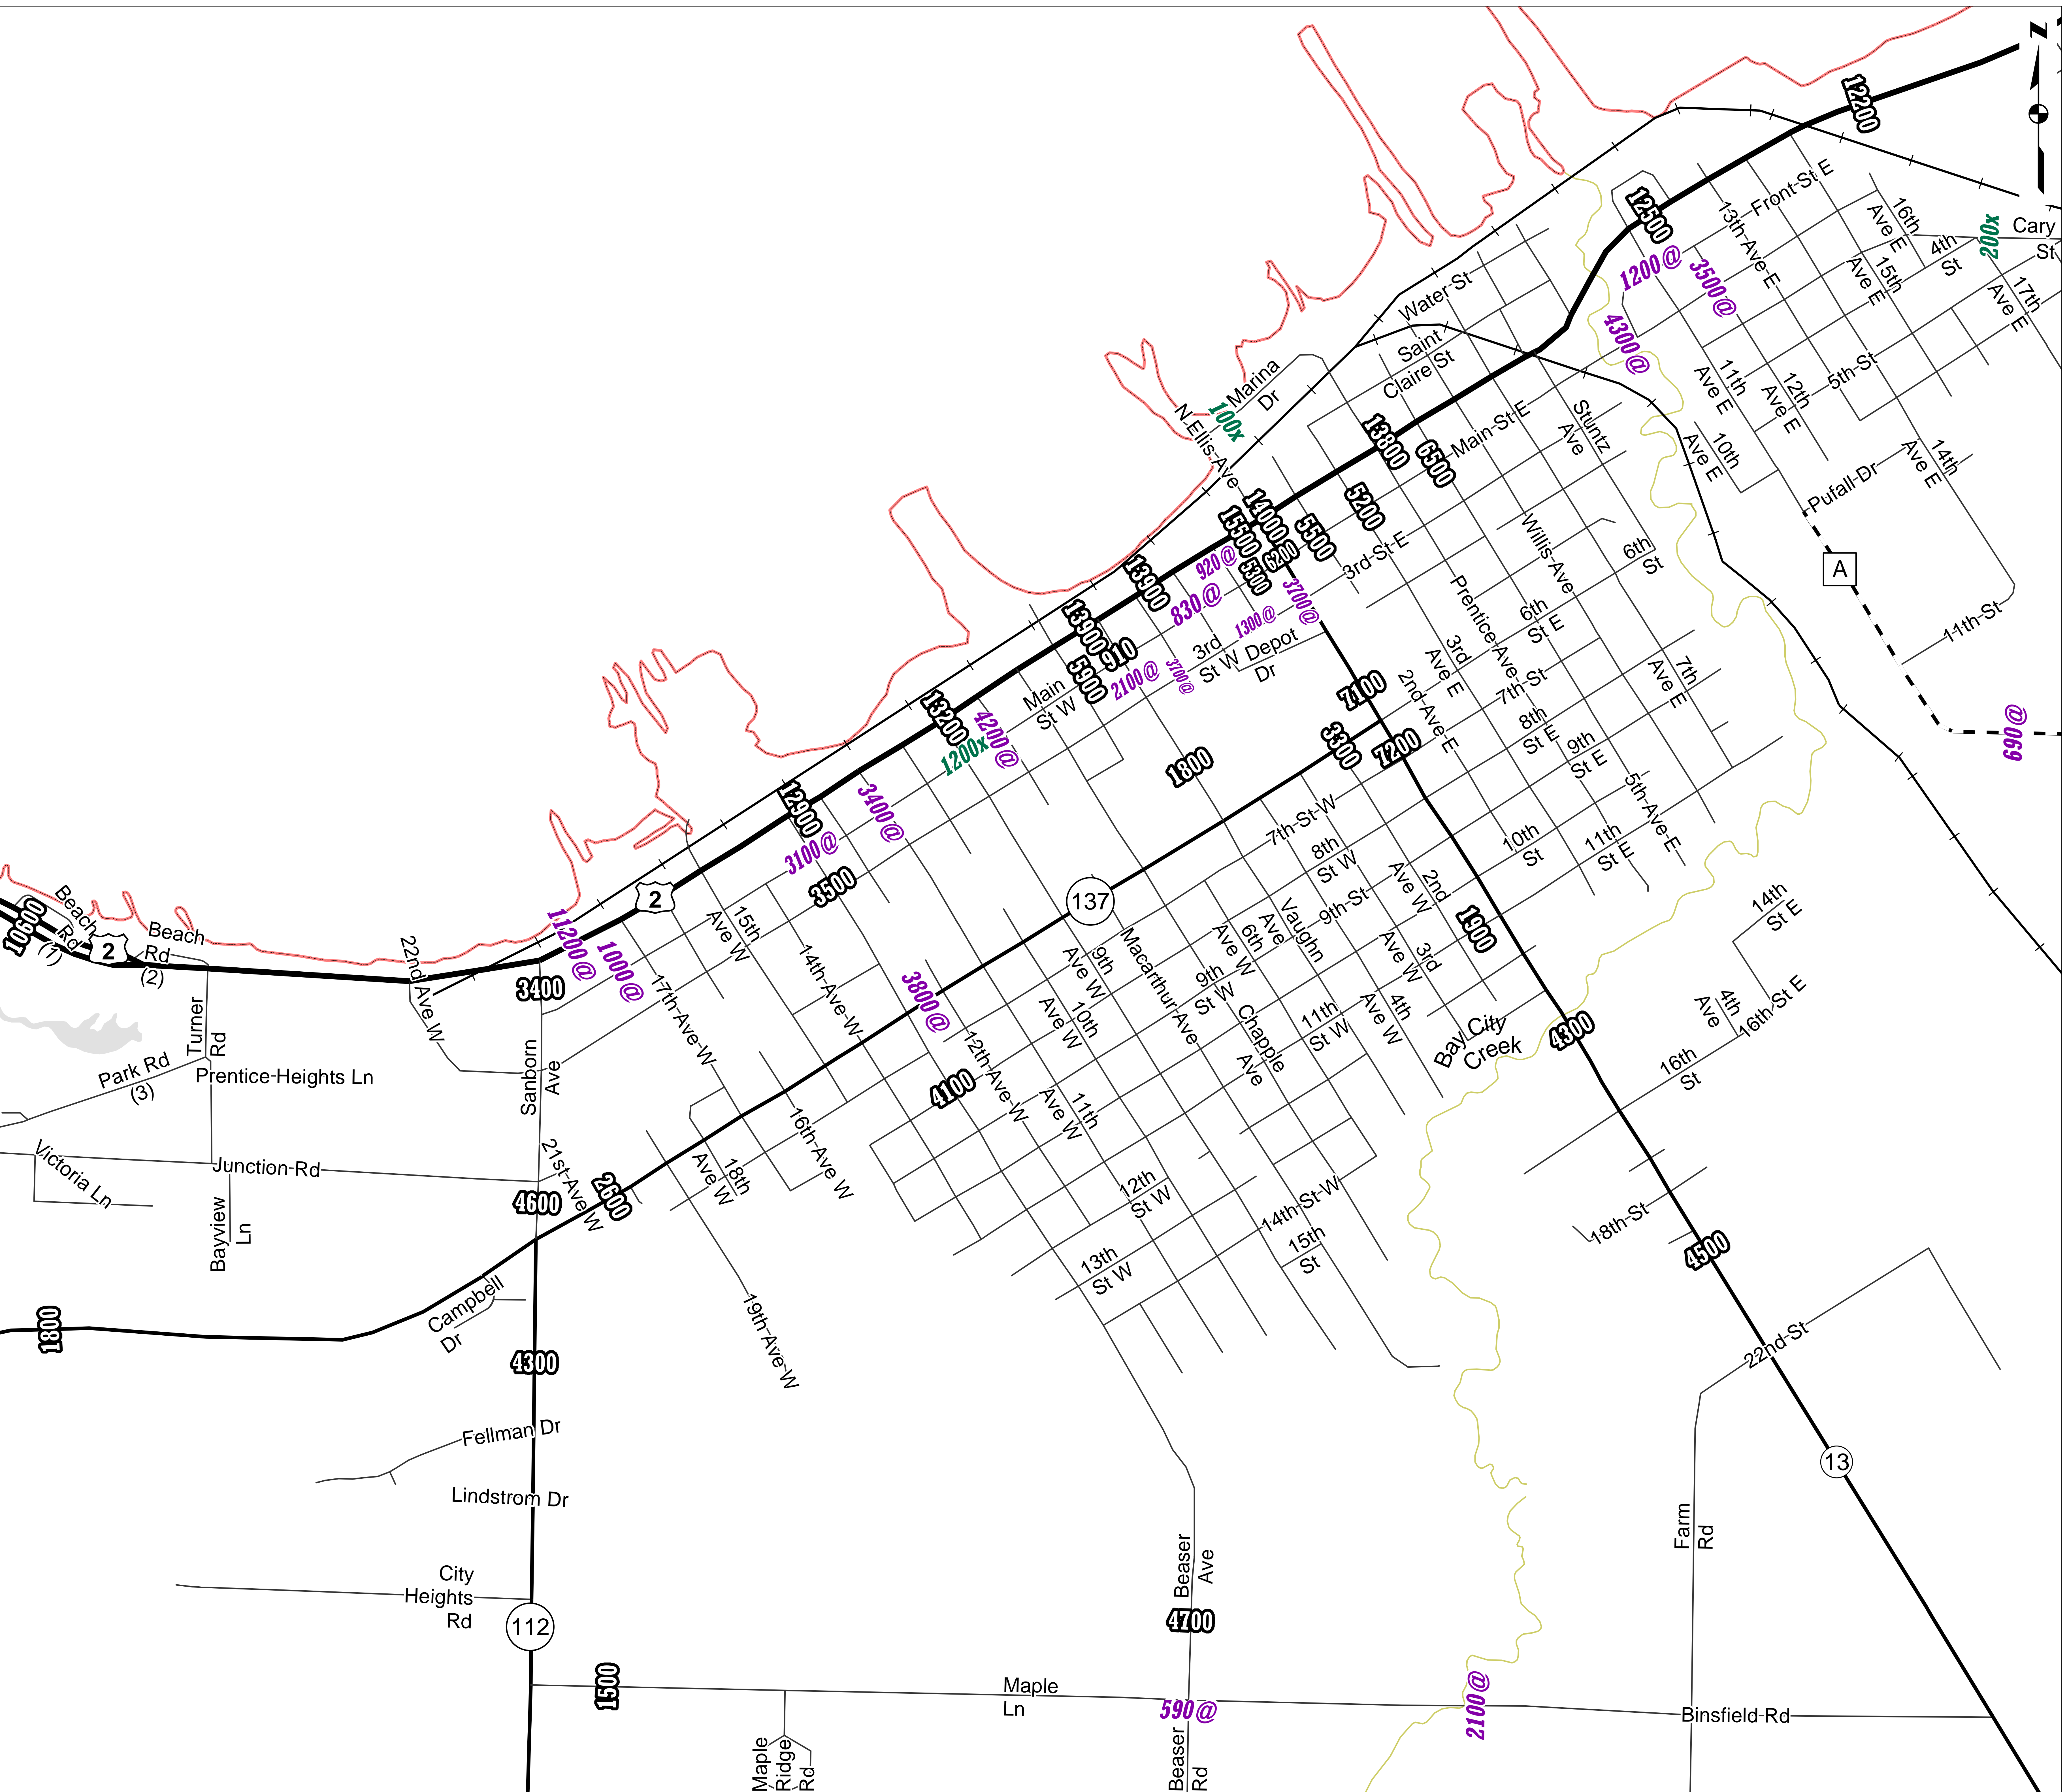 Z
12200
12500
1200@
3500@
4300@
13th Ave E
Front St E
16th
Ave E
4th
St
200x
Cary
St
15th
Ave E
17th
Ave E
Water St
Saint
Claire St
Marina
Dr
100x
N Ellis Ave
11th
Ave E
12th
Ave E
5th St
13800
6500
Main St E
Stuntz
Ave
10th
Ave E
Pufall Dr
14th
Ave E
14000
15500
5200
5500
6200
5300
920@
830@
3700@
1300@
3rd St E
Willis Ave
6th
St
A
11th St
690@
13900
13900
910
5900
2100@
3700@
3rd
St W
Depot
Dr
Prentice Ave
6th
St E
3rd
Ave E
2nd Ave E
7th St
7th
Ave E
8th
St E
9th
St E
5th Ave E
10th
St
11th
St E
13200
4200@
1200x
Main
St W
1800
7100
3300
7200
12900
3400@
3100@
3500
7th St W
8th
St W
9th St
2nd
Ave W
1900
2
137
10600
Beach
Rd
(1)
2
Beach
Rd
(2)
22nd
Ave W
11200@
1000@
3400
15th
Ave W
14th Ave W
17th Ave W
3800@
9th
Ave W
Macarthur Ave
6th
Ave W
Vaughn
Ave
3rd
Ave W
4th
Ave W
10th
Ave W
9th
St W
Chapple
Ave
11th
St W
14th
St E
4th
Ave
16th St E
Bay City
Creek
4300
16th
St
Turner
Rd
Park Rd
(3)
Prentice Heights Ln
Sanborn
Ave
12th Ave W
4100
11th
Ave W
16th Ave W
Victoria Ln
Junction Rd
Bayview
Ln
21st Ave W
4600
2600
18th
Ave W
12th
St W
14th St W
13th
St W
15th
St
18th St
4500
19th Ave W
Campbell
Dr
1800
4300
22nd St
Fellman Dr
Lindstrom Dr
13
Farm
Rd
City
Heights
Rd
112
Beaser
Ave
4700
1500
Maple
Ln
590@
2100@
Binsfield Rd
Maple
Ridge
Rd
Beaser
Rd